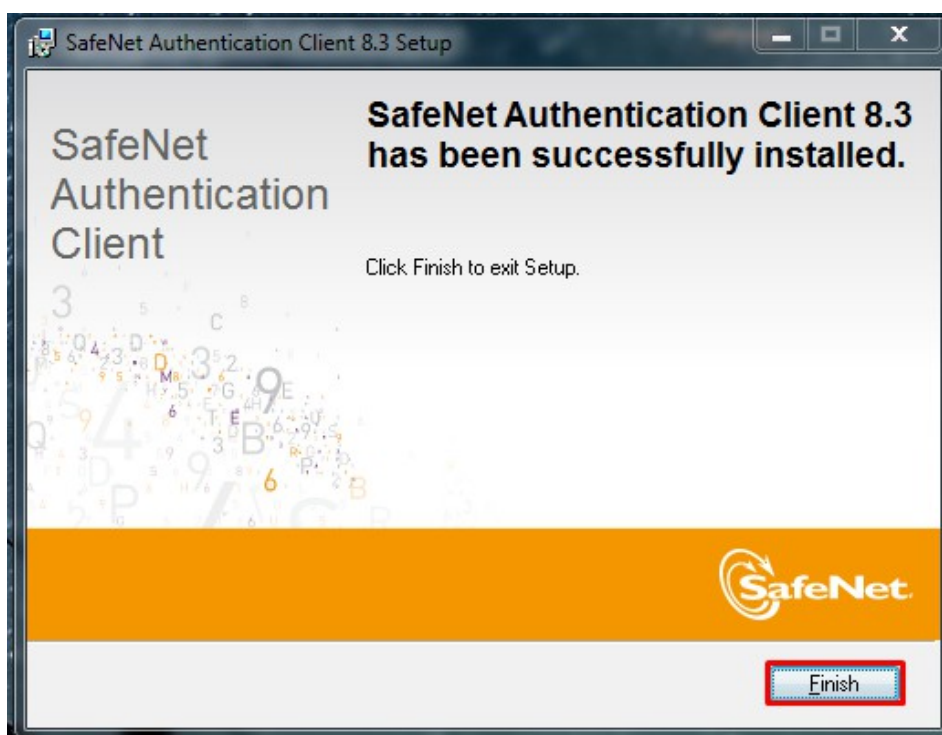 SafeNet Authentication Client 8.3 Setup
SafeNet
Authentication
Client
SafeNet Authentication Client 8.3
has been successfully installed.
Click Finish to exit Setup.
SafeNet.
Finish